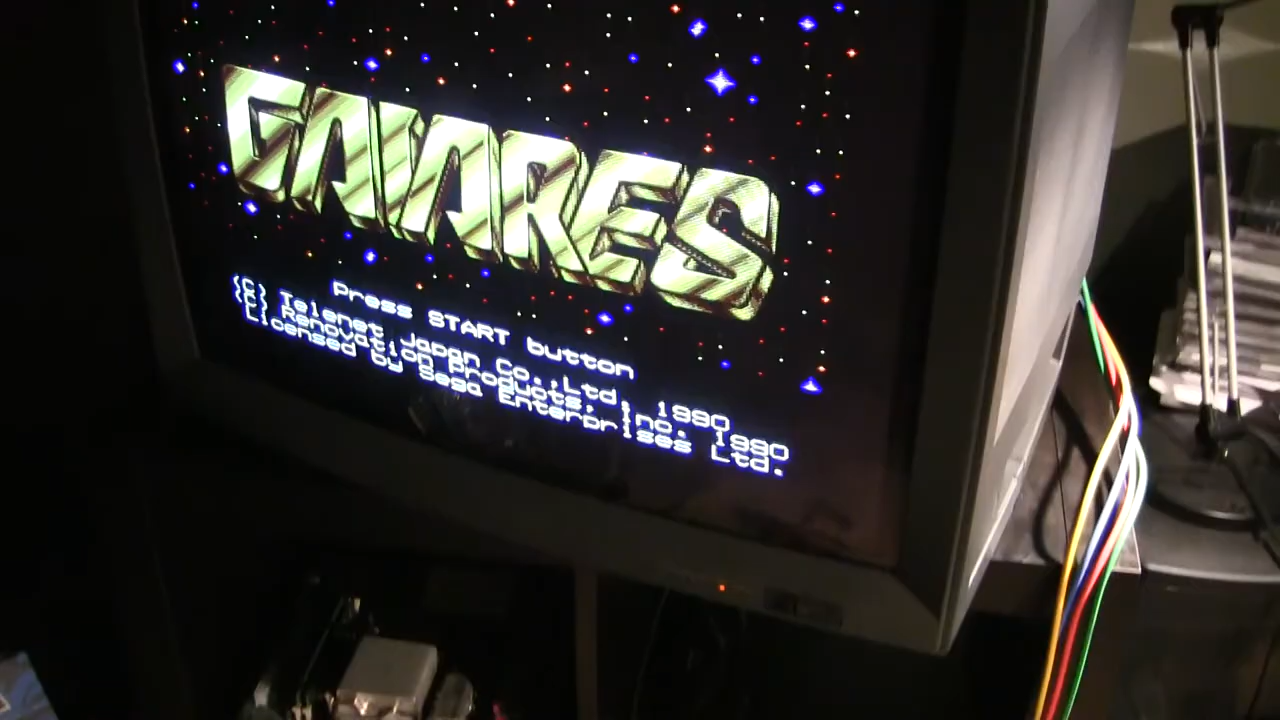 GAIARES
Press START button
(C) Telenet Japan Co.,Ltd. 1990
(C) Renovation Products, Inc. 1990
Licensed by Sega Enterprises Ltd.